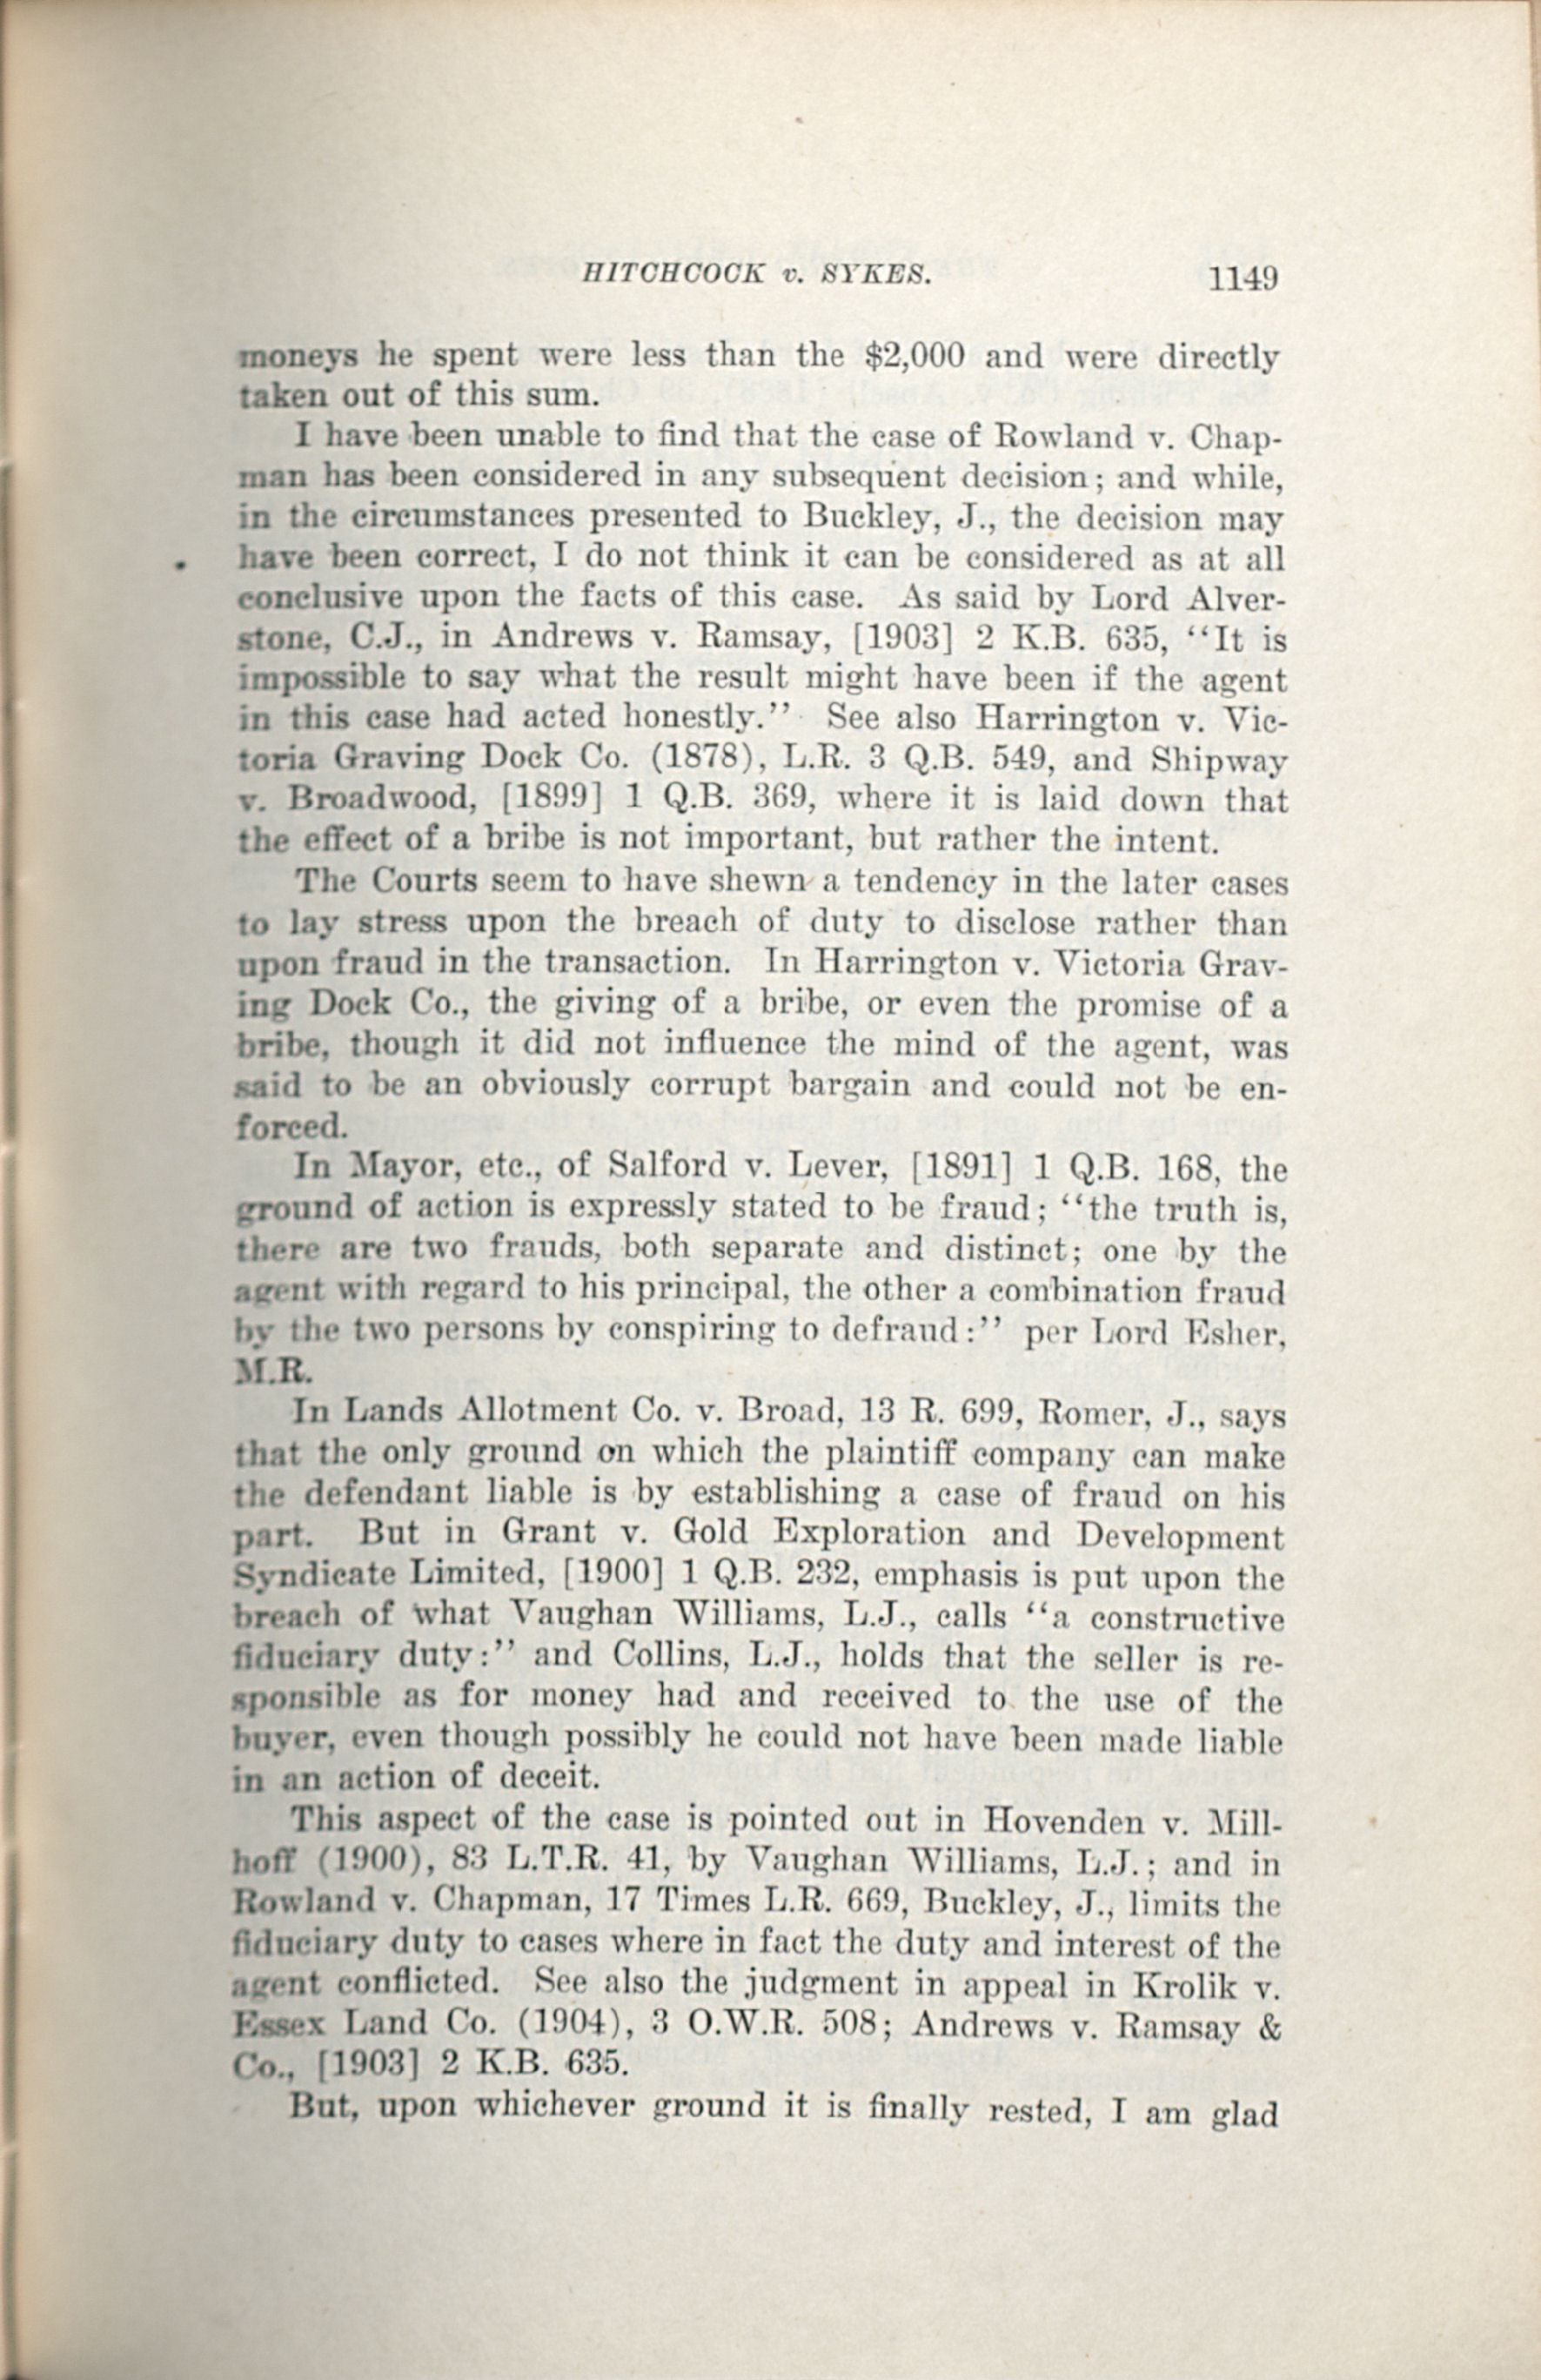 HITCHCOCK v. SYKES.
1149
moneys he spent were less than the $2,000 and were directly
taken out of this sum.
I have been unable to find that the case of Rowland v. Chap-
man has been considered in any subsequent decision; and while,
in the circumstances presented to Buckley, J., the decision may
have been correct, I do not think it can be considered as at all
conclusive upon the facts of this case. As said by Lord Alver-
stone, C.J., in Andrews v. Ramsay, [1903] 2 K.B. 635, "It is
impossible to say what the result might have been if the agent
in this case had acted honestly." See also Harrington v. Vic-
toria Graving Dock Co. (1878), L.R. 3 Q.B. 549, and Shipway
v. Broadwood, [1899] 1 Q.B. 369, where it is laid down that
the effect of a bribe is not important, but rather the intent.
The Courts seem to have shewn a tendency in the later cases
to lay stress upon the breach of duty to disclose rather than
upon fraud in the transaction. In Harrington v. Victoria Grav-
ing Dock Co., the giving of a bribe, or even the promise of a
bribe, though it did not influence the mind of the agent, was
said to be an obviously corrupt bargain and could not be en-
forced.
In Mayor, etc., of Salford v. Lever, [1891] 1 Q.B. 168, the
ground of action is expressly stated to be fraud; "the truth is,
there are two frauds, both separate and distinct; one by the
agent with regard to his principal, the other a combination fraud
by the two persons by conspiring to defraud:" per Lord Esher,
M.R.
In Lands Allotment Co. v. Broad, 13 R. 699, Romer, J., says
that the only ground on which the plaintiff company can make
the defendant liable is by establishing a case of fraud on his
part. But in Grant v. Gold Exploration and Development
Syndicate Limited, [1900] 1 Q.B. 232, emphasis is put upon the
breach of what Vaughan Williams, L.J., calls "a constructive
fiduciary duty:" and Collins, L.J., holds that the seller is re-
sponsible as for money had and received to the use of the
buyer, even though possibly he could not have been made liable
in an action of deceit.
This aspect of the case is pointed out in Hovenden v. Mill-
hoff (1900), 83 L.T.R. 41, by Vaughan Williams, L.J.; and in
Rowland v. Chapman, 17 Times L.R. 669, Buckley, J., limits the
fiduciary duty to cases where in fact the duty and interest of the
agent conflicted. See also the judgment in appeal in Krolik v.
Essex Land Co. (1904), 3 O.W.R. 508; Andrews v. Ramsay &
Co., [1903] 2 K.B. 635.
But, upon whichever ground it is finally rested, I am glad